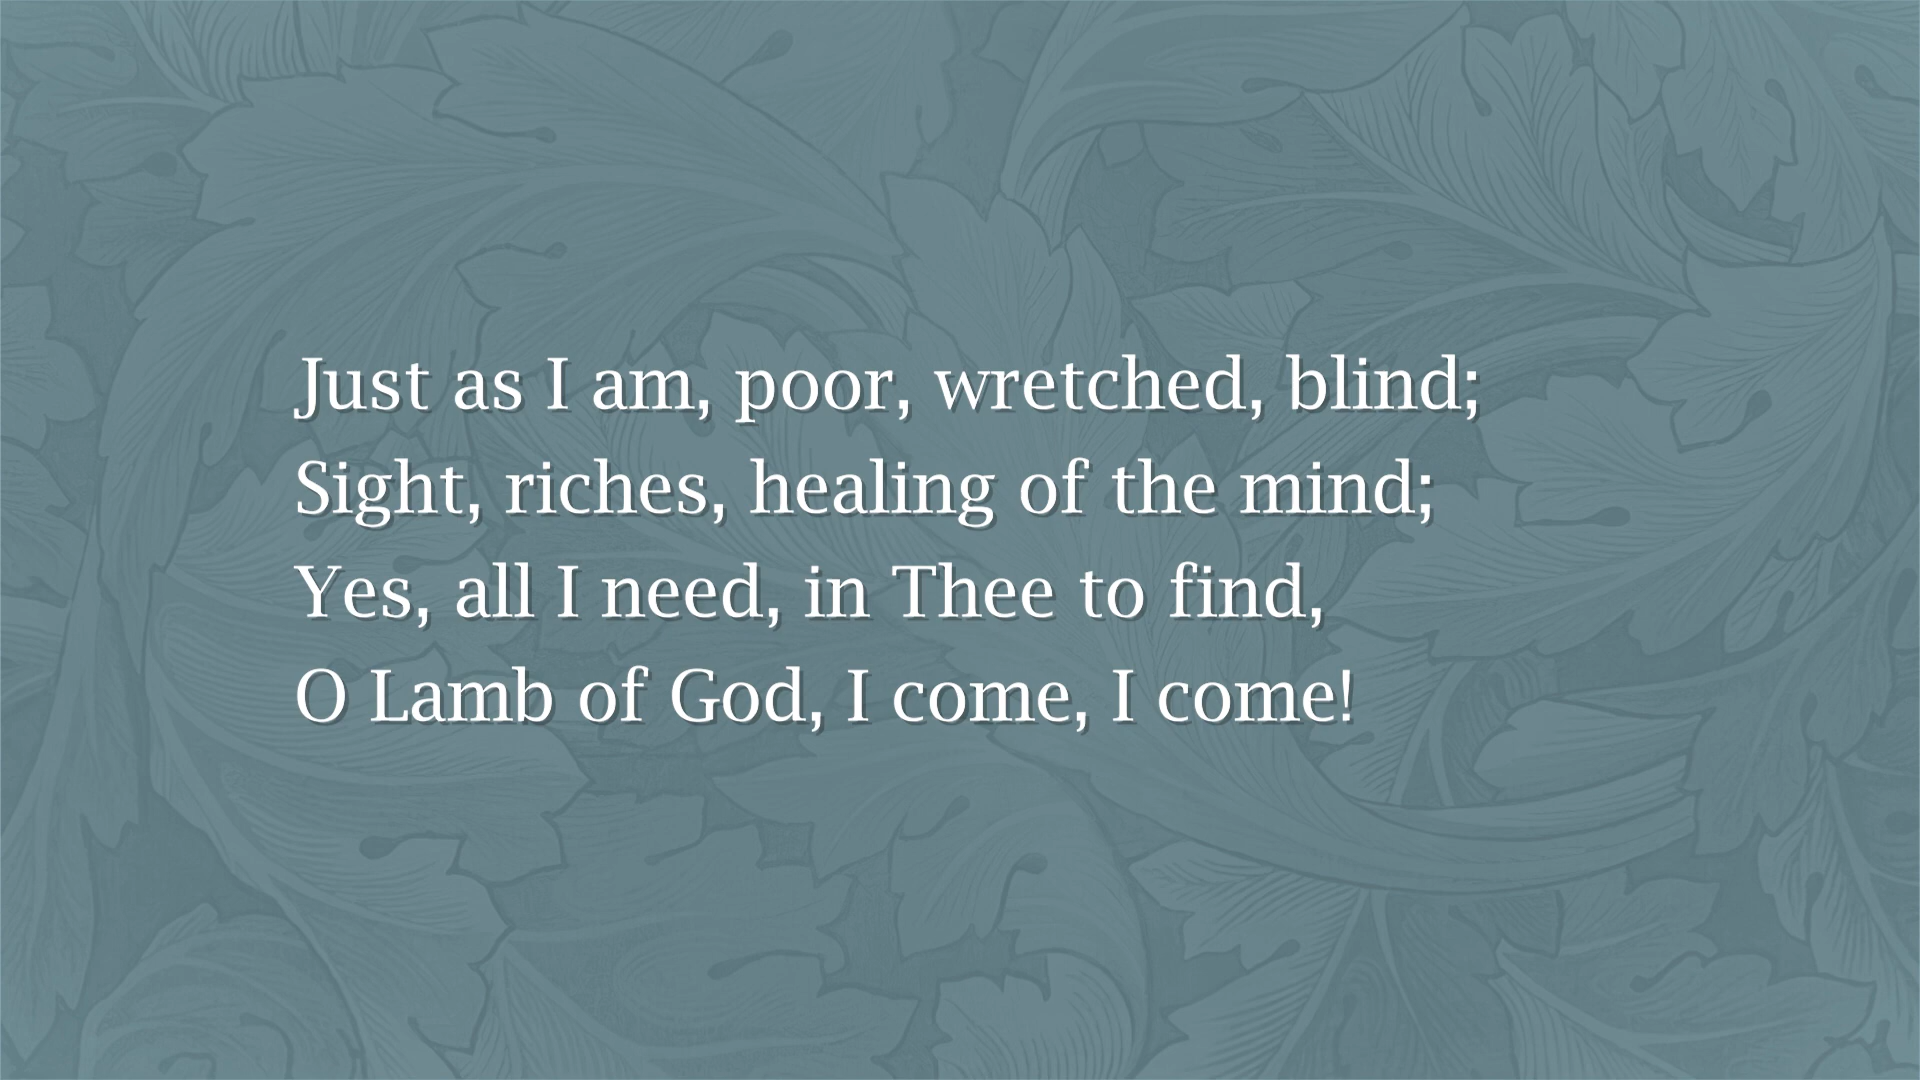 Just as I am, poor, wretched, blind;
Sight, riches, healing of the mind;
Yes, all I need, in Thee to find,
O Lamb of God, I come, I come!